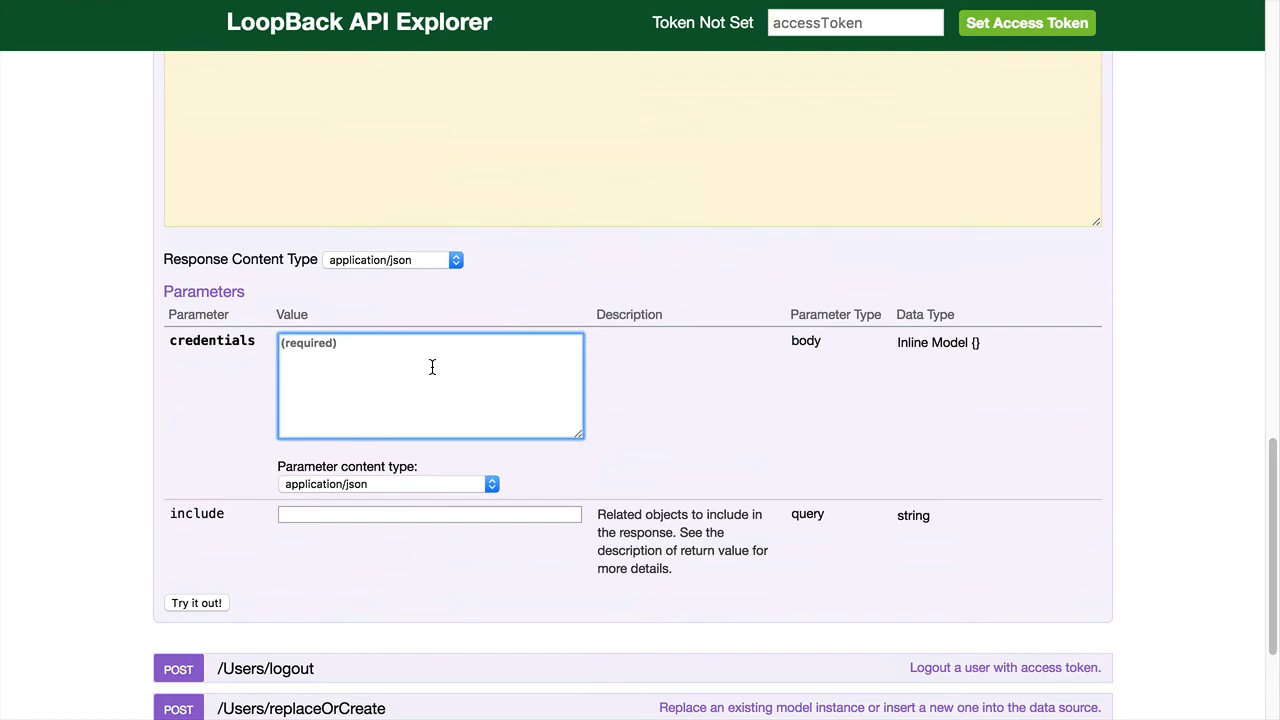 LoopBack API Explorer
Token Not Set
accessToken
Set Access Token
Response Content Type
application/json
Parameters
Parameter Value Description Parameter Type Data Type
credentials
(required)
body
Inline Model {}
Parameter content type:
application/json
include
Related objects to include in
the response. See the
description of return value for
more details.
query
string
Try it out!
POST /Users/logout Logout a user with access token.
POST /Users/replaceOrCreate Replace an existing model instance or insert a new one into the data source.